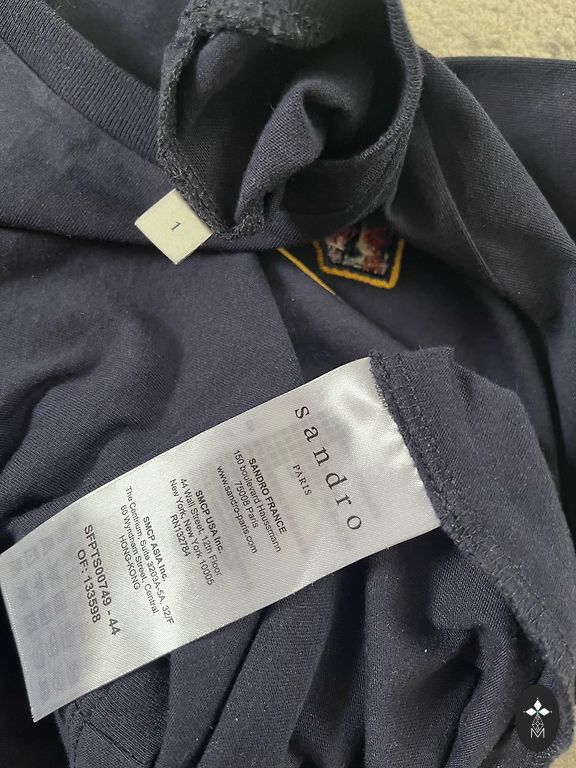 1
sandro
PARIS
SANDRO FRANCE
150 boulevard Haussmann
75008 Paris
www.sandro-paris.com
SMCP USA Inc.
44 Wall Street, 12th Floor
New York, New York 10005
RN132784
SMCP ASIA Inc.
The Centrium, Suite 3203A-5A, 32/F
60 Wyndham Street, Central
HONG-KONG
SFPTS00749 - 44
OF: 133598
M